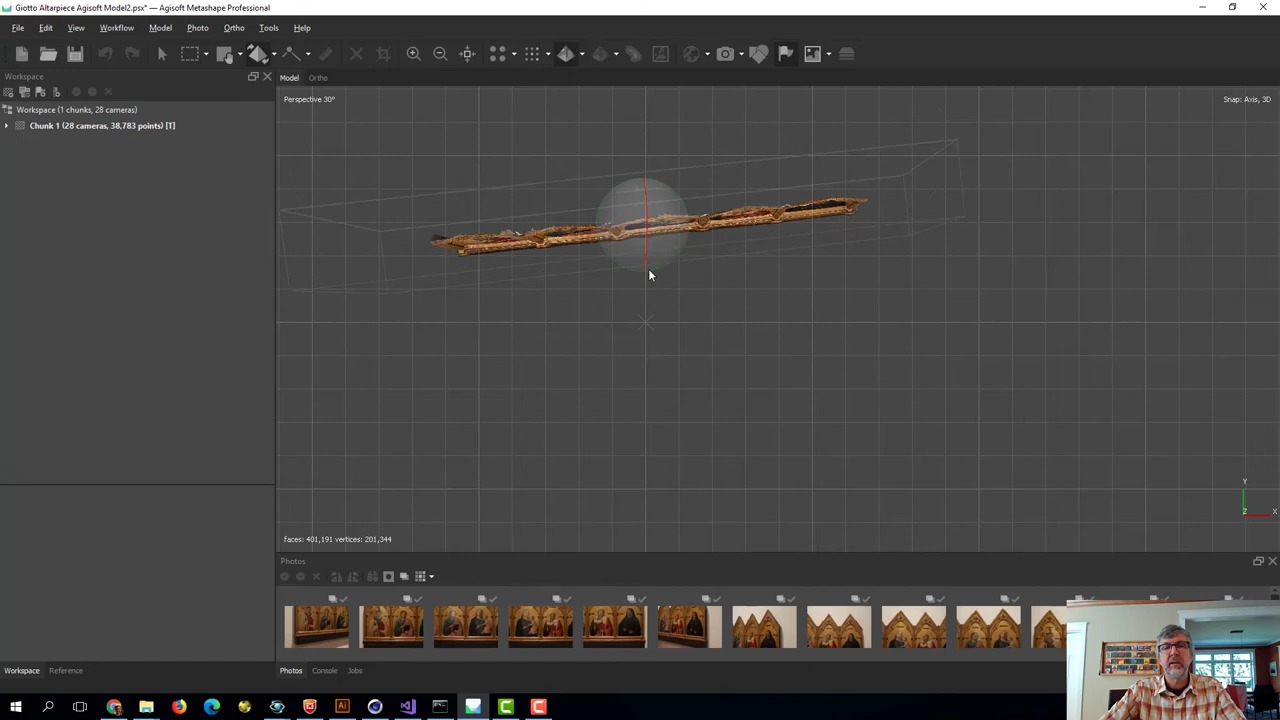 Giotto Altarpiece Agisoft Model2.psx* — Agisoft Metashape Professional
File Edit View Workflow Model Photo Ortho Tools Help
Workspace
Model Ortho
Workspace (1 chunks, 28 cameras)
Chunk 1 (28 cameras, 38,783 points) [T]
Perspective 30°
Snap: Axis, 3D
Y
Z X
faces: 401,191 vertices: 201,344
Photos
Workspace Reference
Photos Console Jobs
Ai